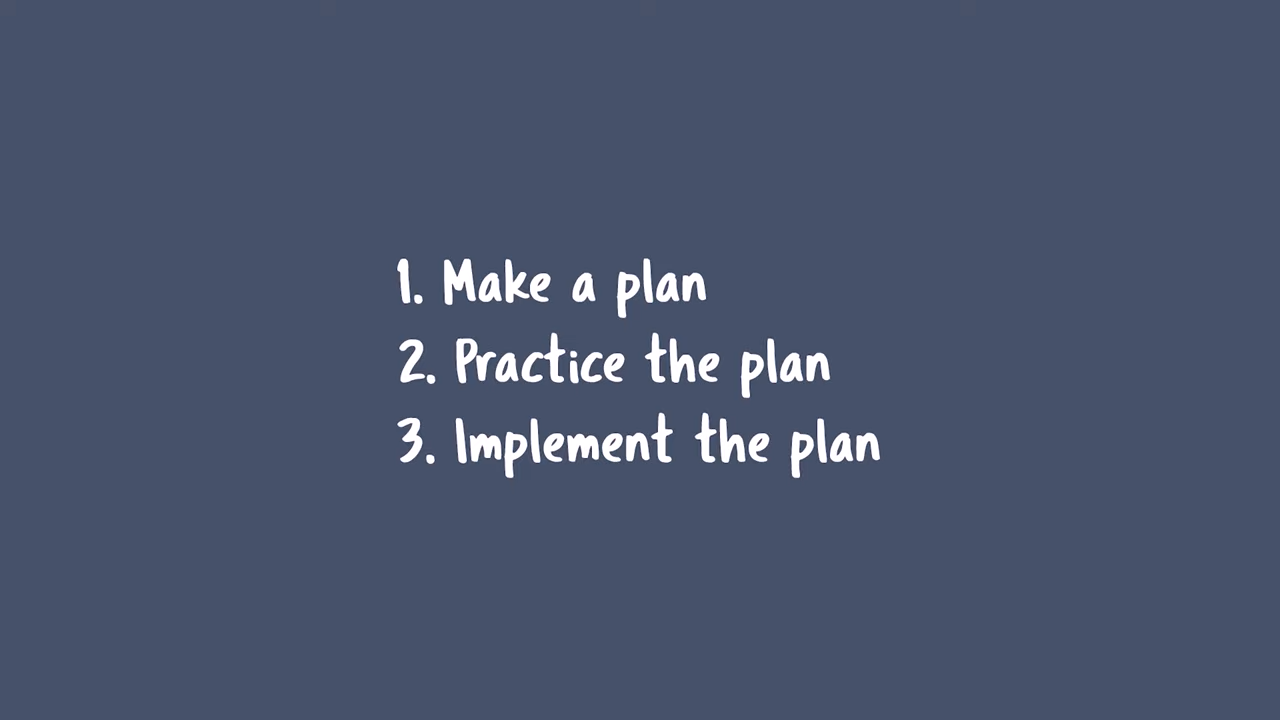 1. Make a plan
2. Practice the plan
3. Implement the plan